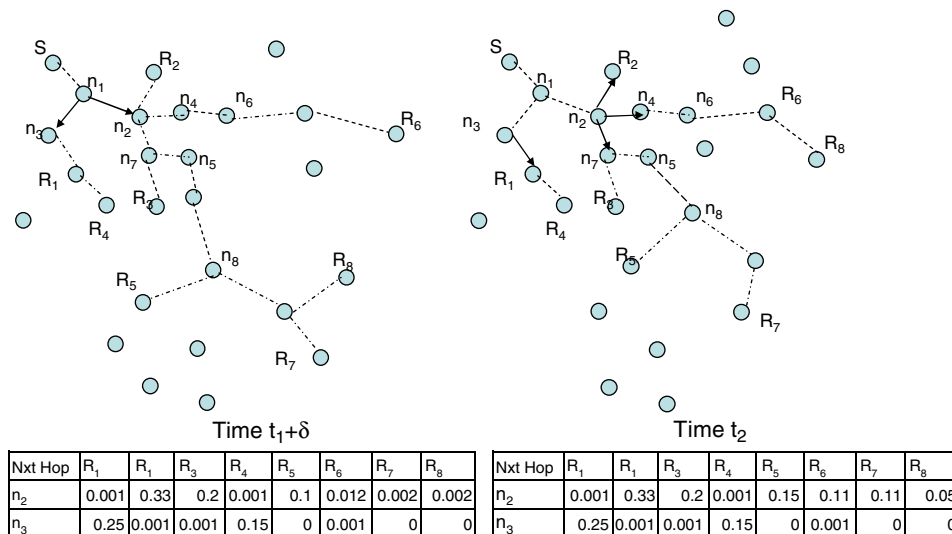 S
n1
R2
n4
n6
n2
R6
n3
n7
n5
R1
R3
R4
n8
R8
R5
R7
Time t1+δ
S
n1
R2
n4
n6
R6
n3
n2
R8
n7
n5
R1
R3
R4
n8
R5
R7
Time t2
Nxt Hop R1 R1 R3 R4 R5 R6 R7 R8
n2 0.001 0.33 0.2 0.001 0.1 0.012 0.002 0.002
n3 0.25 0.001 0.001 0.15 0 0.001 0 0
Nxt Hop R1 R1 R3 R4 R5 R6 R7 R8
n2 0.001 0.33 0.2 0.001 0.15 0.11 0.11 0.05
n3 0.25 0.001 0.001 0.15 0 0.001 0 0